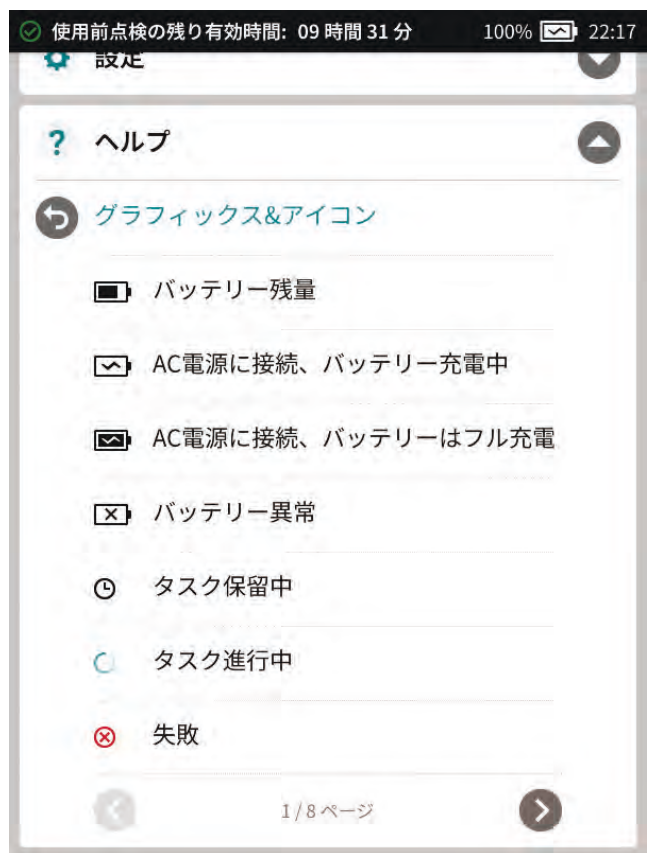 使用前点検の残り有効時間: 09 時間 31 分 100% 22:17
設定
? ヘルプ
グラフィックス&アイコン
バッテリー残量
AC電源に接続、バッテリー充電中
AC電源に接続、バッテリーはフル充電
バッテリー異常
タスク保留中
タスク進行中
失敗
1 / 8 ページ